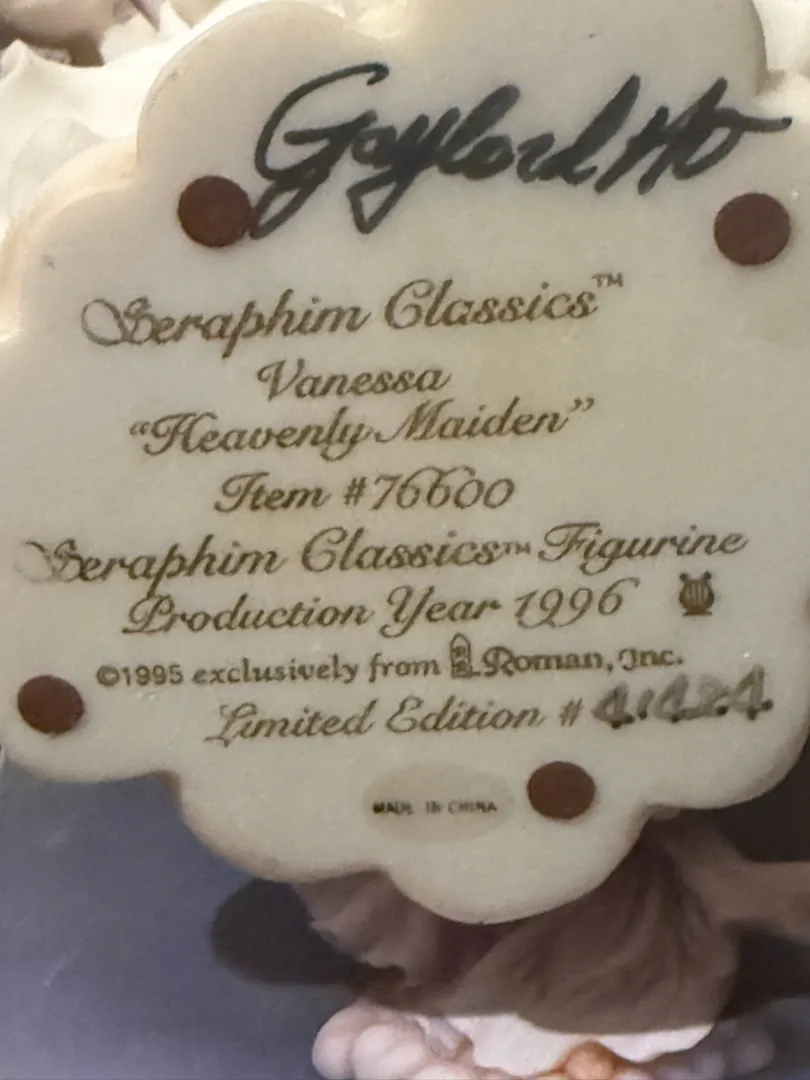 Gaylord Ho
Seraphim Classics™
Vanessa
“Heavenly Maiden”
Item #76600
Seraphim Classics™ Figurine
Production Year 1996
©1995 exclusively from Roman, Inc.
Limited Edition # 41424
MADE IN CHINA